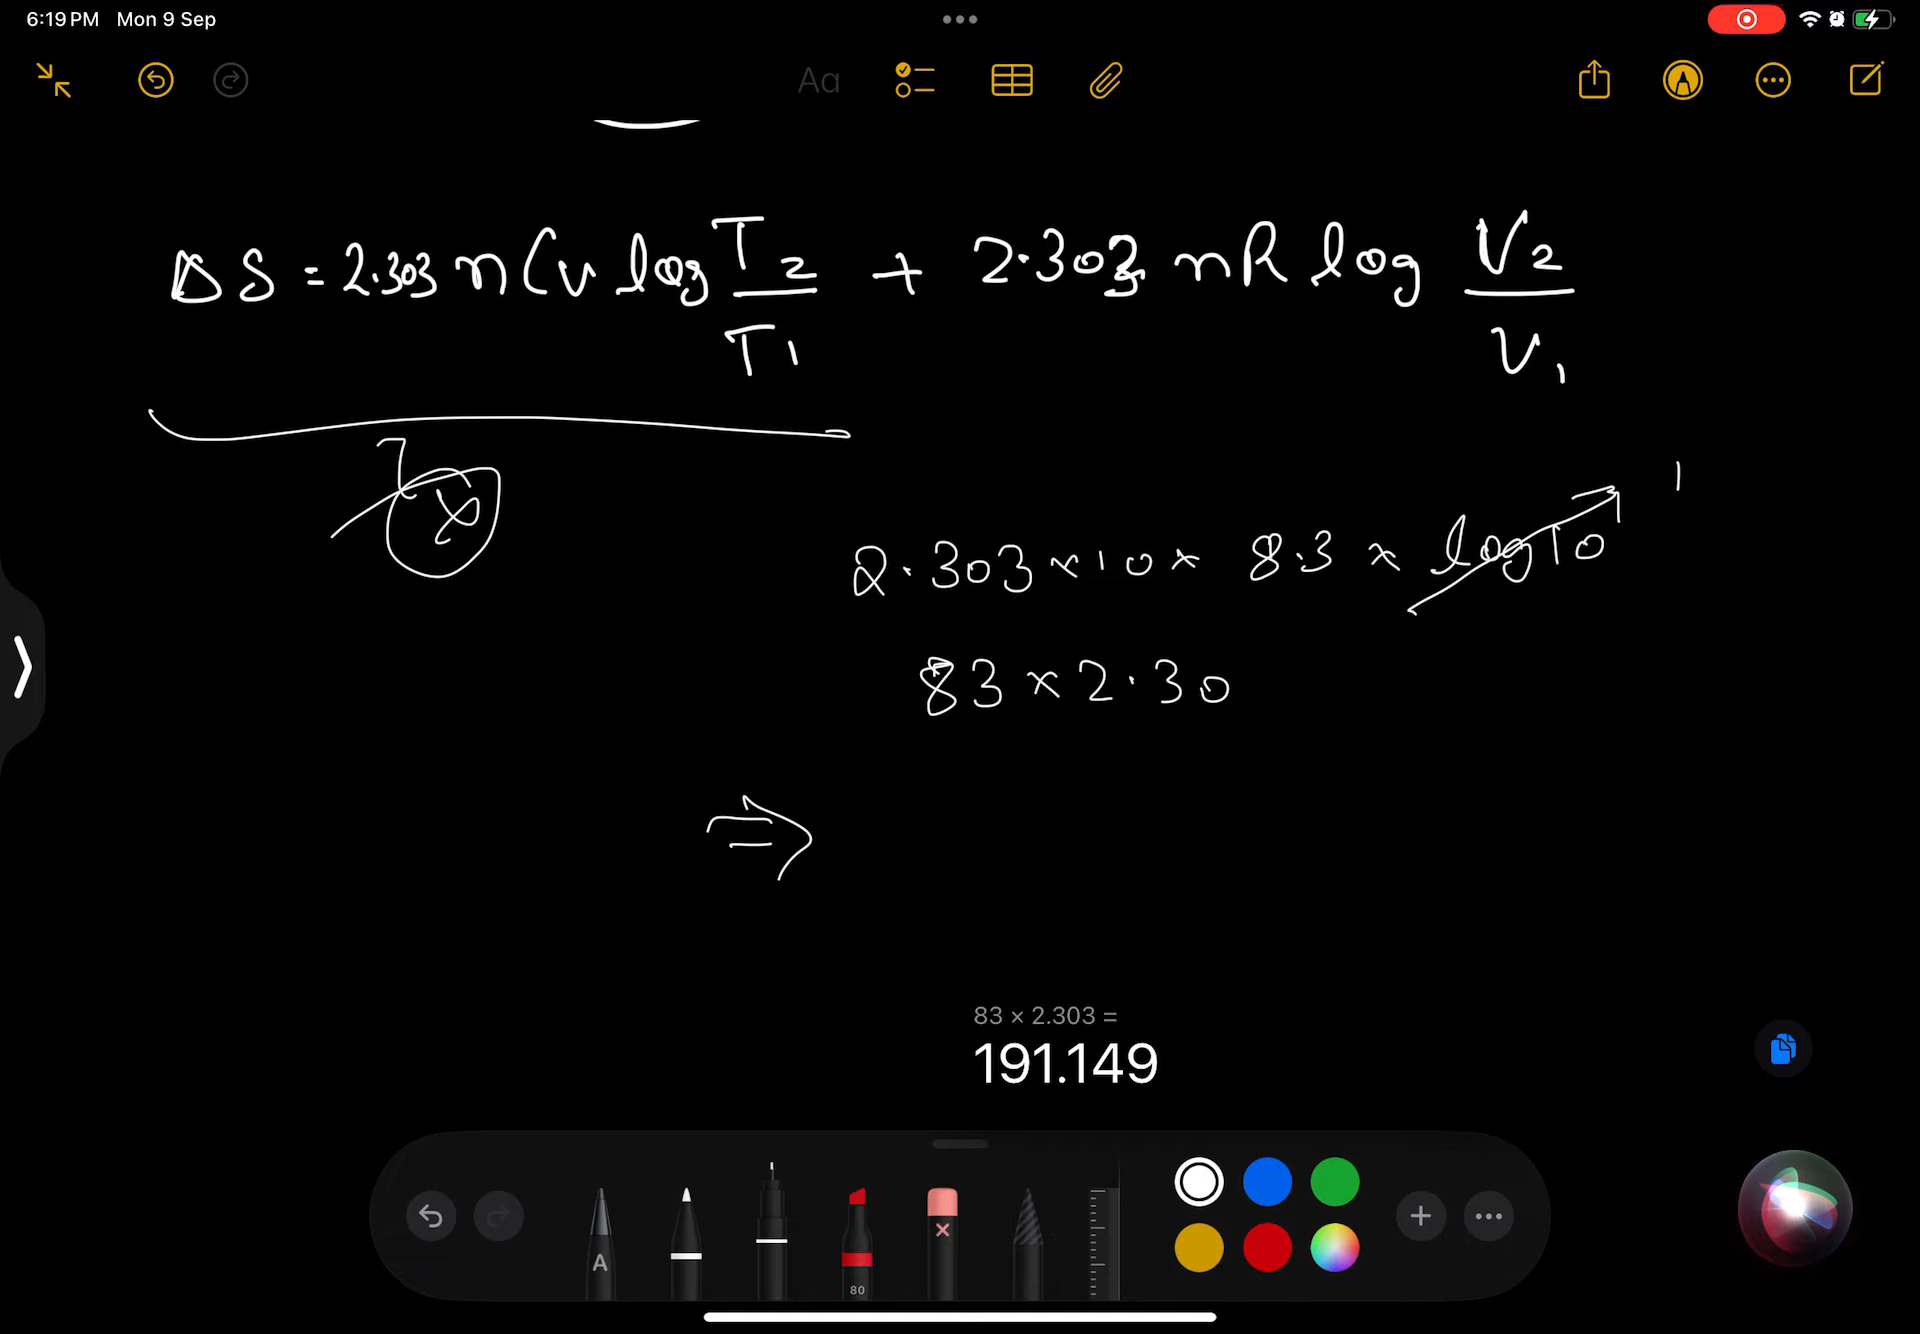 6:19 PM Mon 9 Sep
Aa
ΔS = 2.303 n Cv log T2/T1 + 2.303 nR log V2/V1
1
2.303 × 10 × 8.3 × log 10
83 × 2.30
⇒
83 × 2.303 =
191.149
A
80